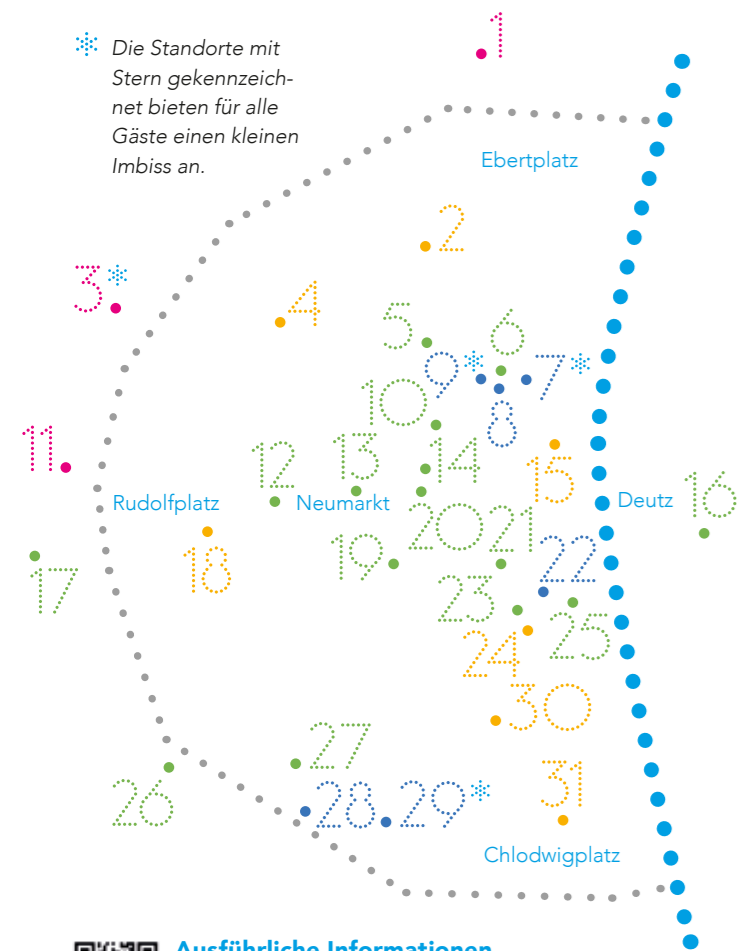 Die Standorte mit
Stern gekennzeich-
net bieten für alle
Gäste einen kleinen
Imbiss an.
1
Ebertplatz
2
3
4
5
6
9
7
10
8
11
12
13
14
15
Rudolfplatz
Neumarkt
Deutz
16
20
21
18
19
22
17
23
25
24
30
27
26
28
29
31
Chlodwigplatz
Ausführliche Informationen